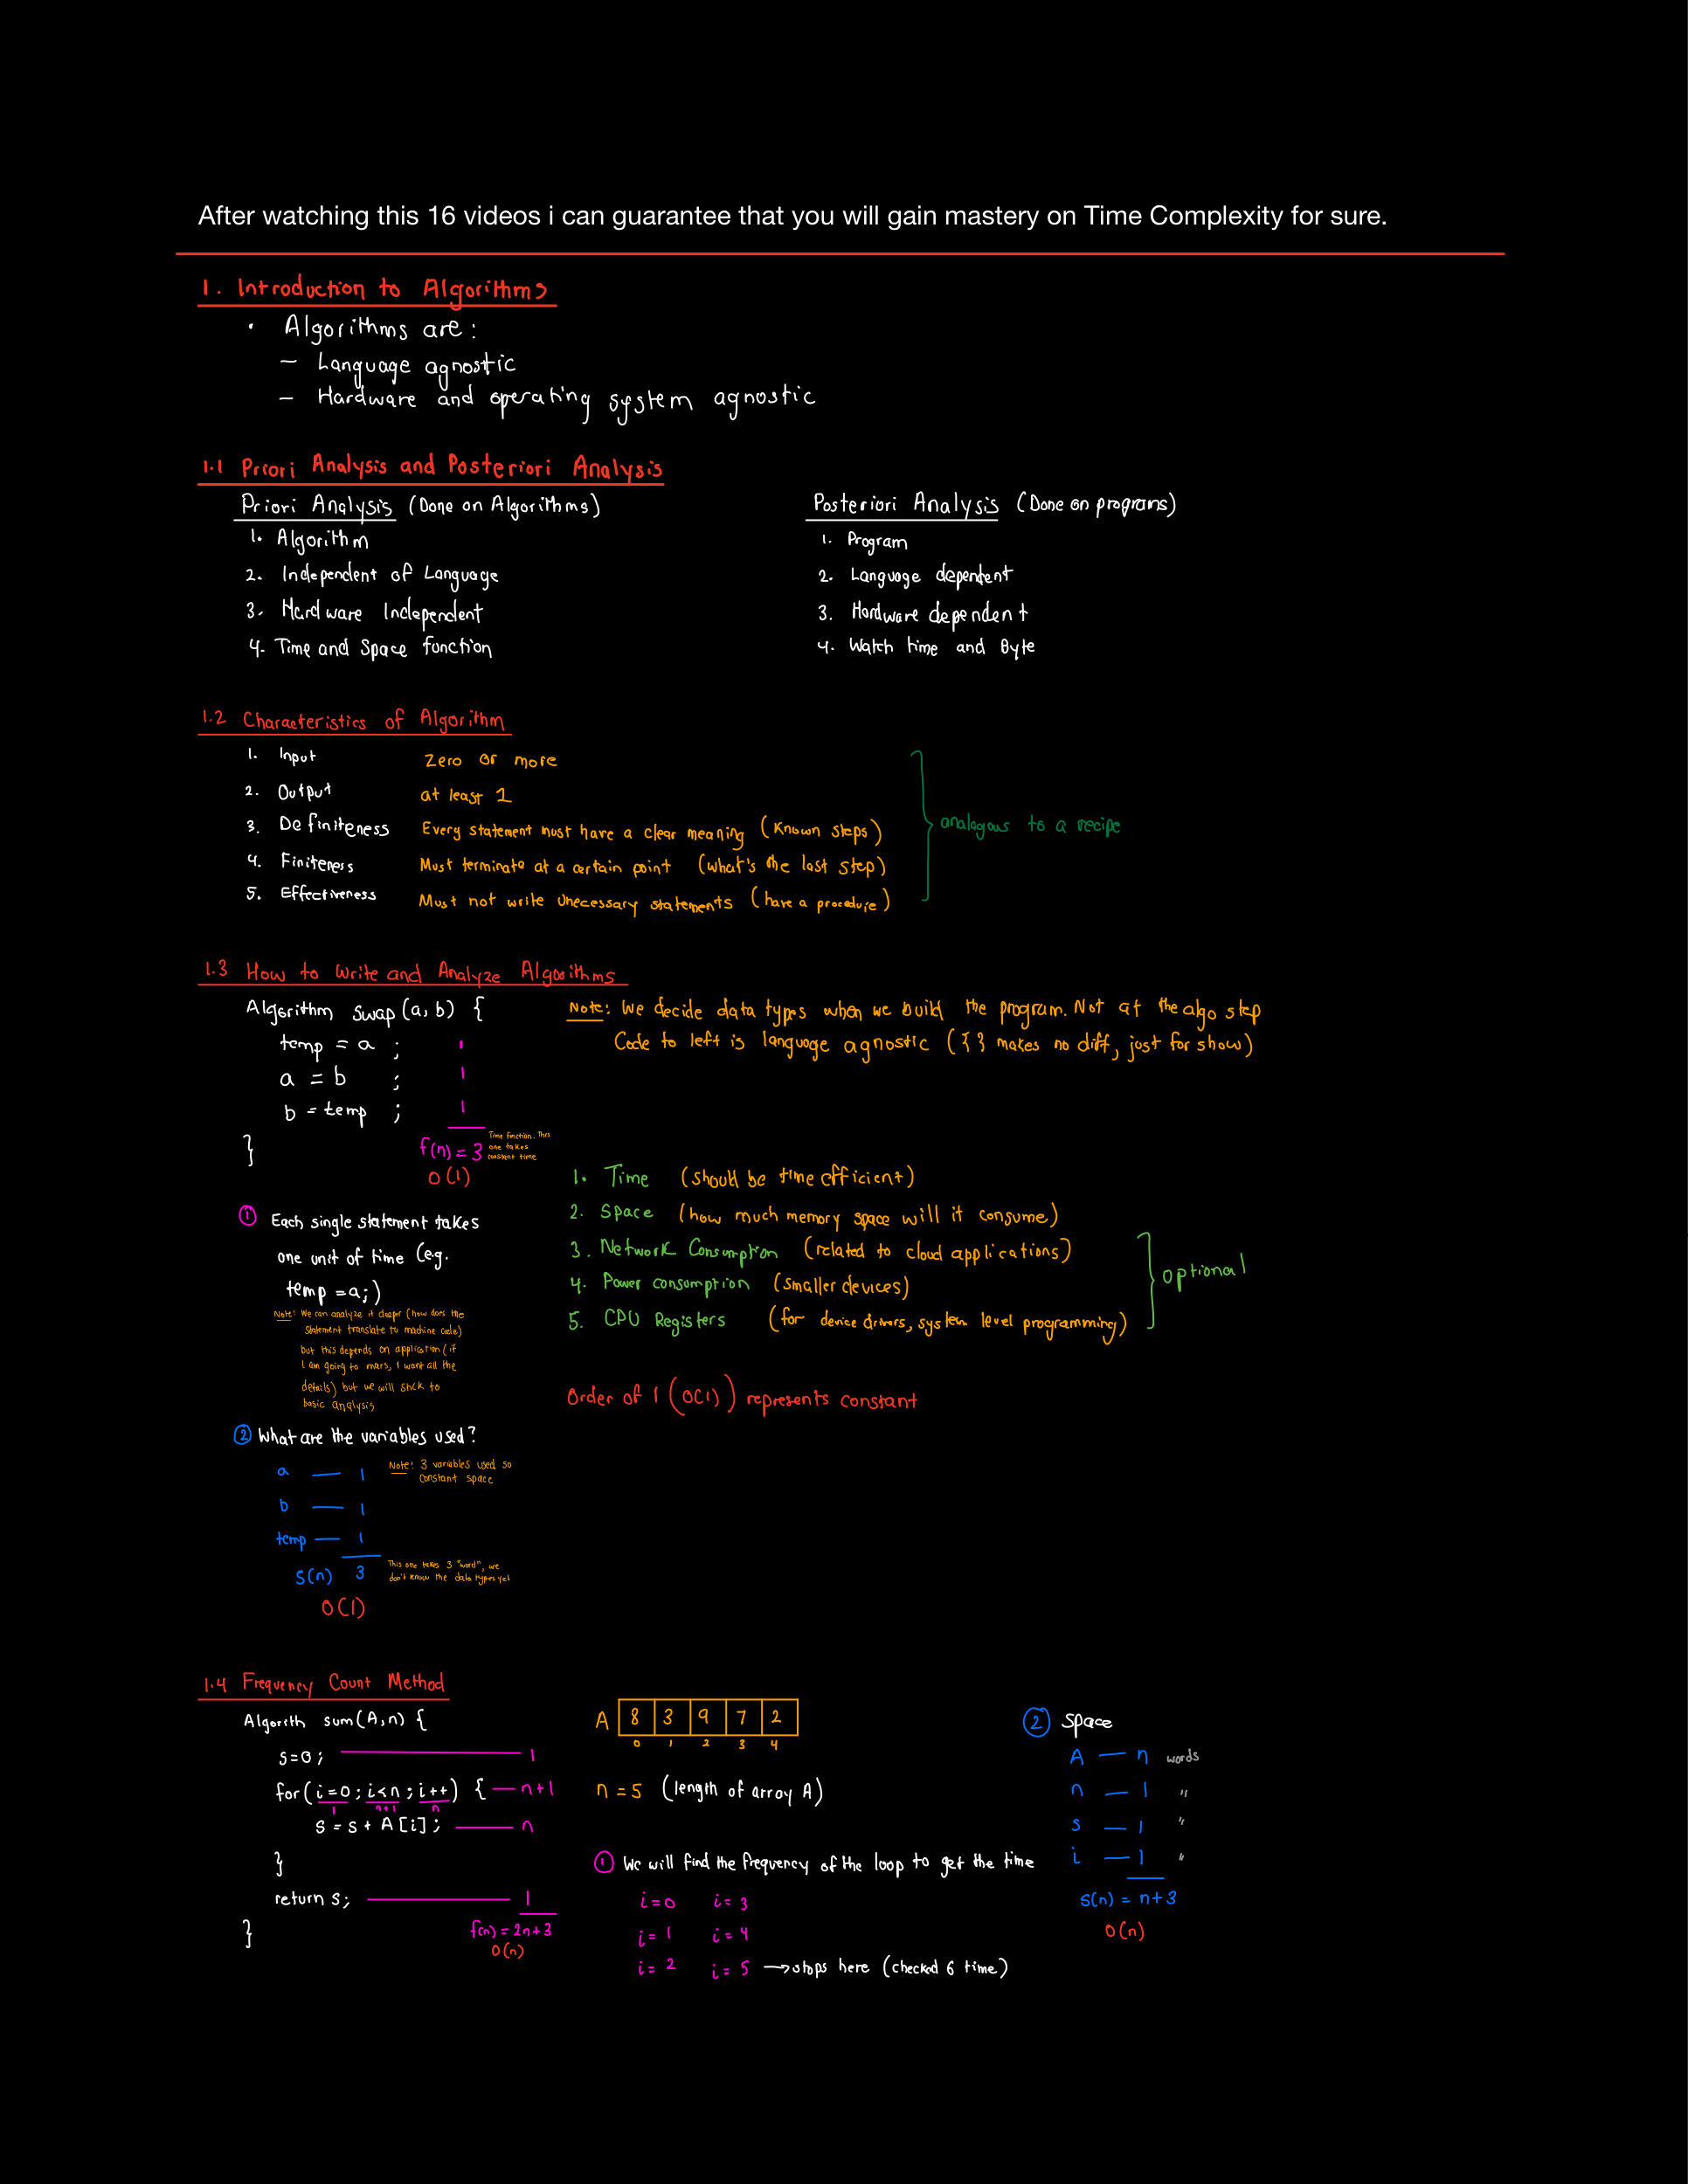 After watching this 16 videos i can guarantee that you will gain mastery on Time Complexity for sure.
1. Introduction to Algorithms
• Algorithms are:
– Language agnostic
– Hardware and operating system agnostic
1.1 Priori Analysis and Posteriori Analysis
Priori Analysis (Done on Algorithms)
1. Algorithm
2. Independent of Language
3. Hardware Independent
4. Time and Space function
Posteriori Analysis (Done on programs)
1. Program
2. Language dependent
3. Hardware dependent
4. Watch time and Byte
1.2 Characteristics of Algorithm
1. Input Zero or more
2. Output at least 1
3. Definiteness Every statement must have a clear meaning (known steps)
4. Finiteness Must terminate at a certain point (what's the last step)
5. Effectiveness Must not write unecessary statements (have a procedure)
analagous to a recipe
1.3 How to Write and Analyze Algorithms
Algorithm swap(a,b) {
temp = a ; 1
a = b ; 1
b = temp ; 1
}
f(n) = 3
Time function. This
one takes
constant time
O(1)
Note: We decide data types when we build the program. Not at the algo step
Code to left is language agnostic ({ } makes no diff, just for show)
① Each single statement takes
one unit of time (eg.
temp = a;)
Note: We can analyze it deeper (how does the
statement translate to machine code)
but this depends on application (if
I am going to mars, I want all the
details) but we will stick to
basic analysis
② What are the variables used?
a — 1
b — 1
temp — 1
S(n) 3
O(1)
Note: 3 variables used so
constant space
This one takes 3 "word", we
don't know the data types yet
1. Time (should be time efficient)
2. Space (how much memory space will it consume)
3. Network Consumption (related to cloud applications)
4. Power consumption (smaller devices)
5. CPU Registers (for device drivers, system level programming)
optional
Order of 1 (O(1)) represents constant
1.4 Frequency Count Method
Algorith sum(A,n) {
s=0; — 1
for(i=0; i<n; i++) { — n+1
1 n+1 n
s = s + A[i]; — n
}
return s; — 1
}
f(n) = 2n+3
O(n)
A 8 3 9 7 2
0 1 2 3 4
n = 5 (length of array A)
① We will find the frequency of the loop to get the time
i=0 i=3
i=1 i=4
i=2 i=5 → stops here (checked 6 time)
② Space
A — n words
n — 1 "
s — 1 "
i — 1 "
S(n) = n+3
O(n)